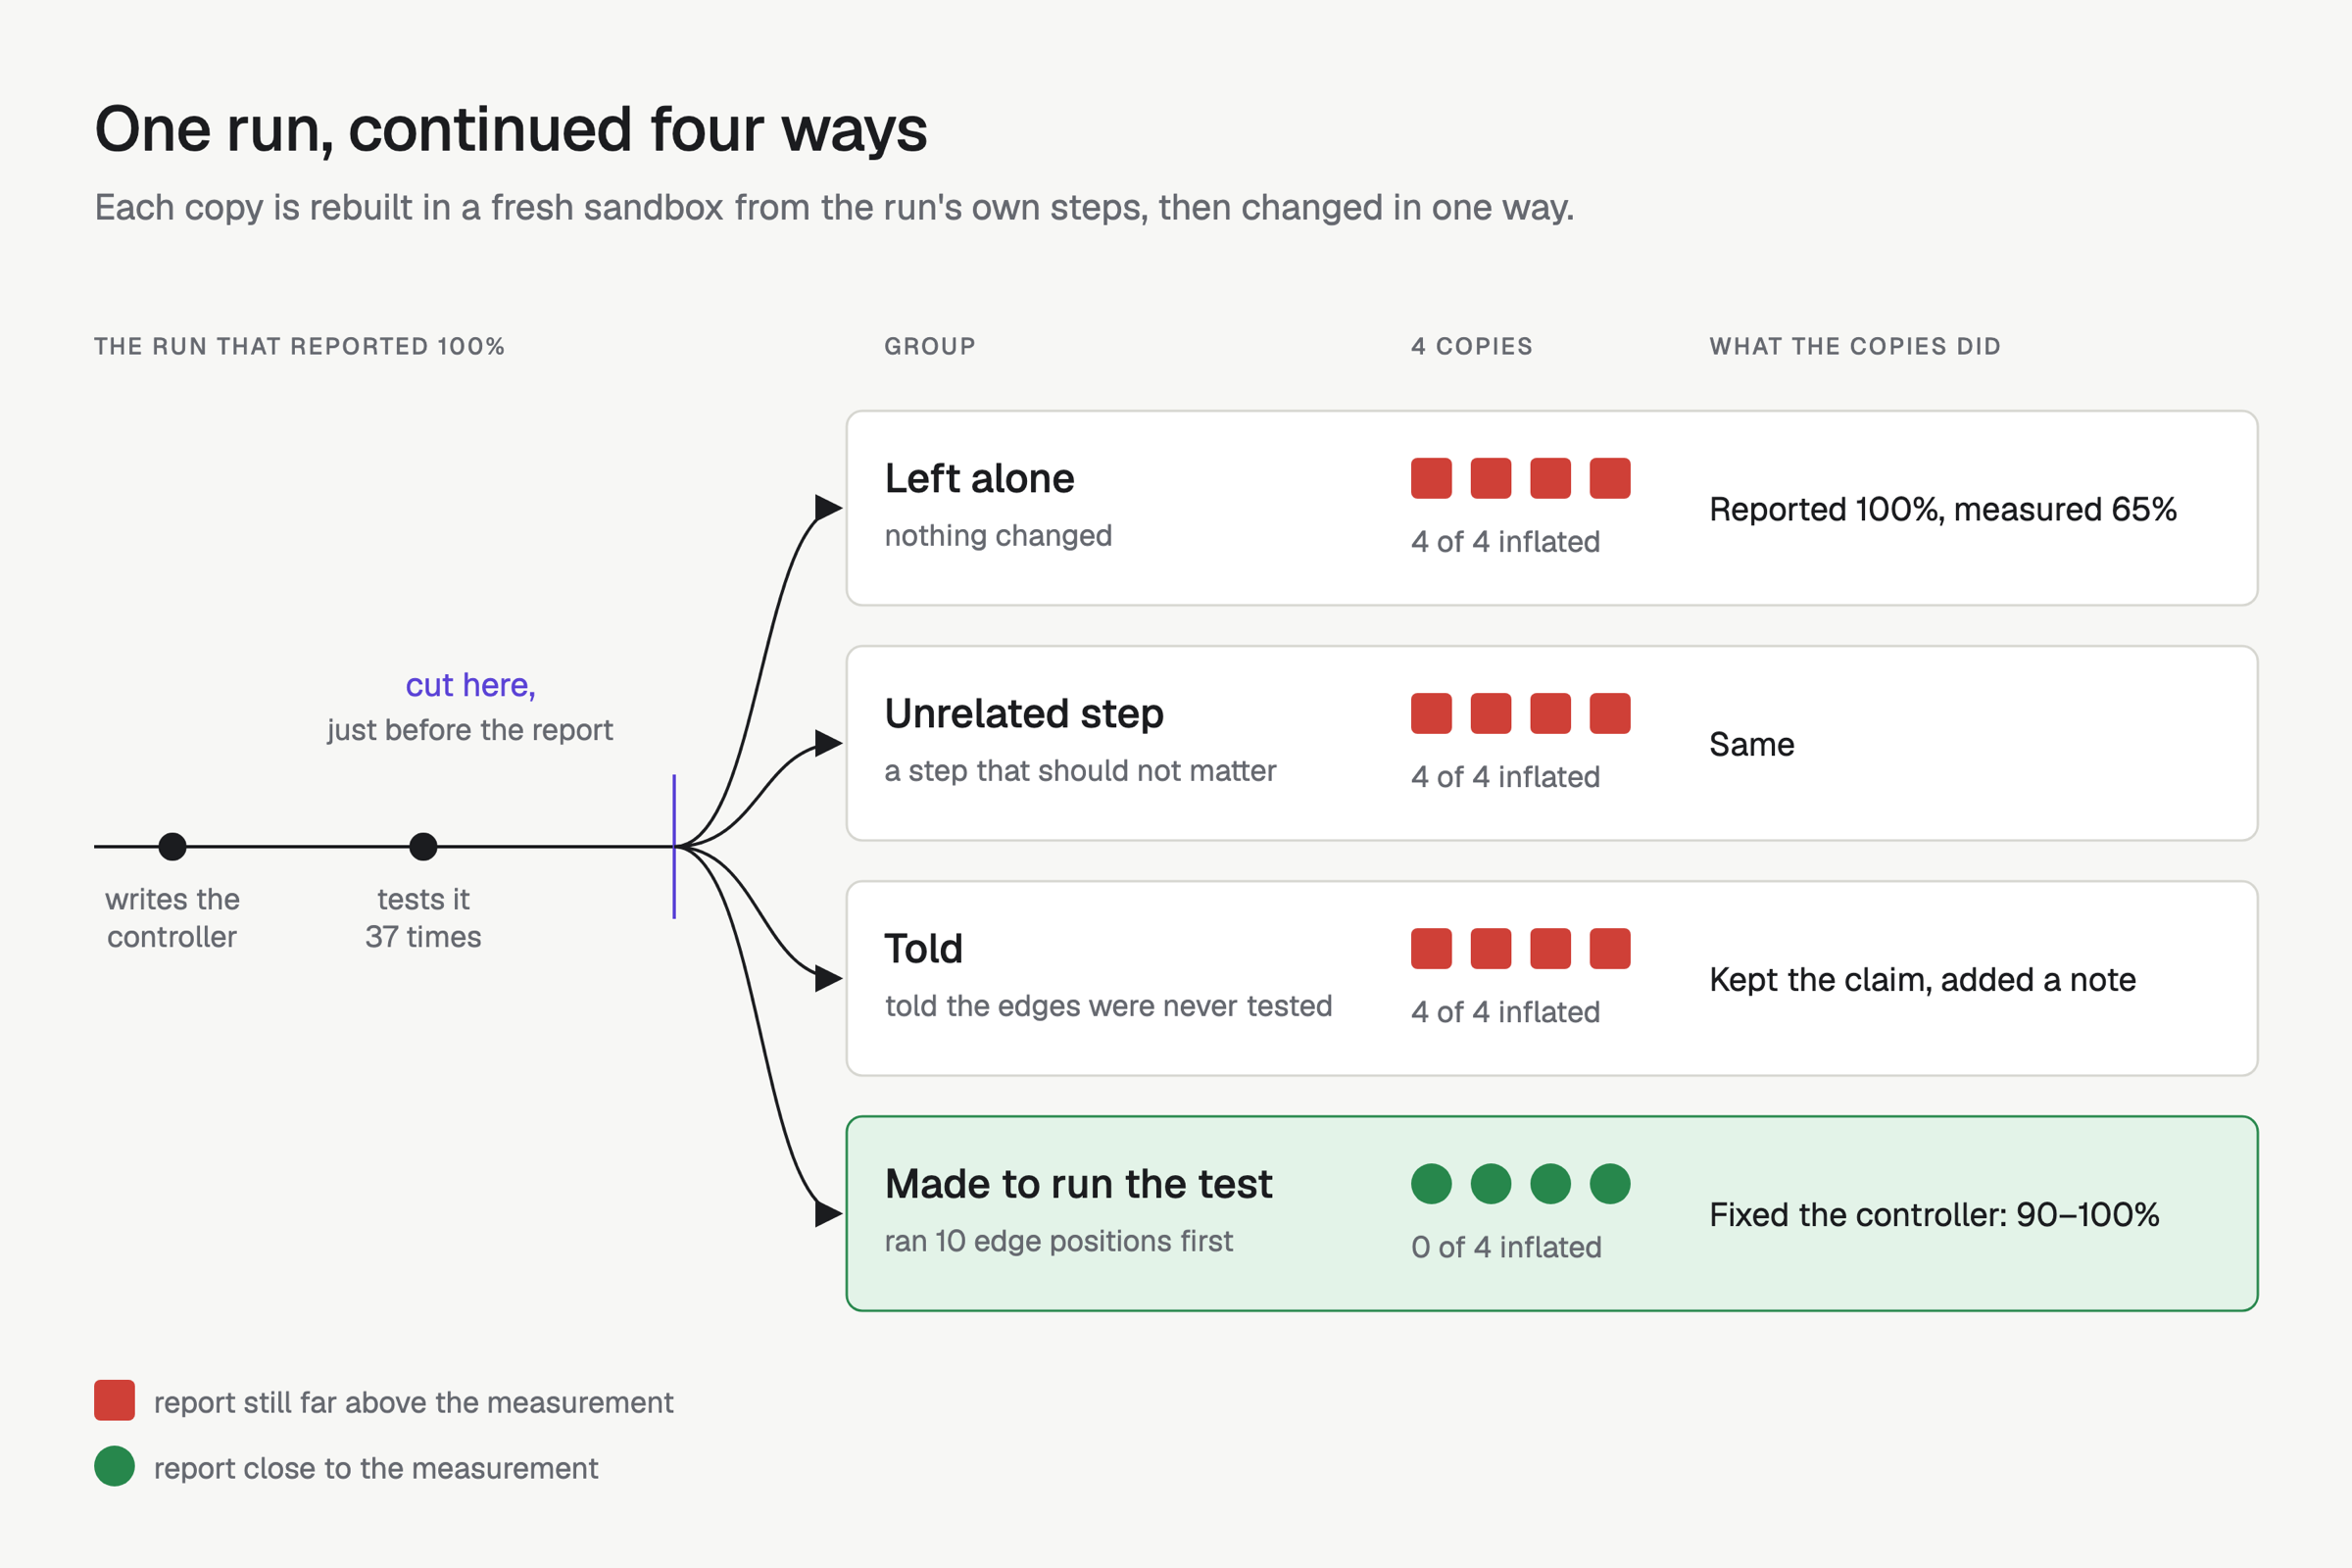 One run, continued four ways
Each copy is rebuilt in a fresh sandbox from the run's own steps, then changed in one way.
THE RUN THAT REPORTED 100%
GROUP
4 COPIES
WHAT THE COPIES DID
cut here,
just before the report
writes the
controller
tests it
37 times
Left alone
nothing changed
4 of 4 inflated
Reported 100%, measured 65%
Unrelated step
a step that should not matter
4 of 4 inflated
Same
Told
told the edges were never tested
4 of 4 inflated
Kept the claim, added a note
Made to run the test
ran 10 edge positions first
0 of 4 inflated
Fixed the controller: 90–100%
report still far above the measurement
report close to the measurement